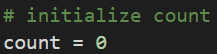 # initialize count
count = 0